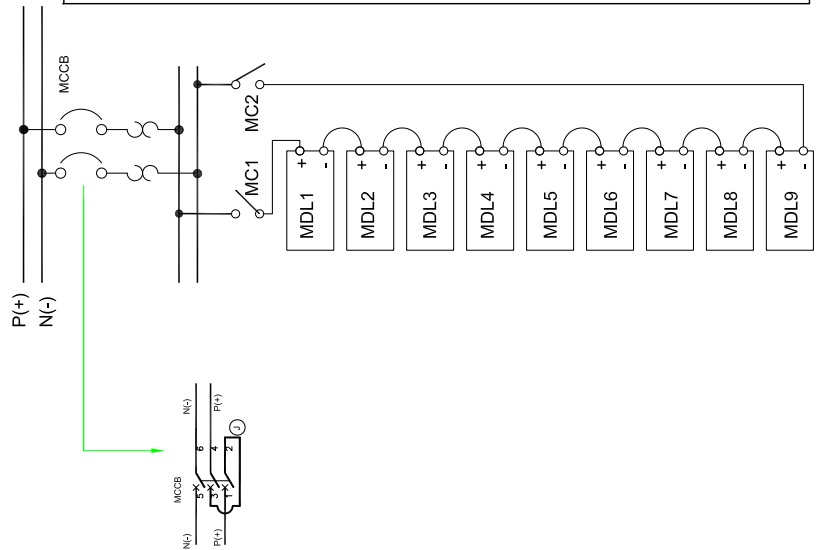 P(+)
N(-)
MCCB
MC1
MC2
+ -
MDL1
+ -
MDL2
+ -
MDL3
+ -
MDL4
+ -
MDL5
+ -
MDL6
+ -
MDL7
+ -
MDL8
+ -
MDL9
MCCB
N(-)
5
6
N(-)
3
4
P(+)
P(+)
1
2
J